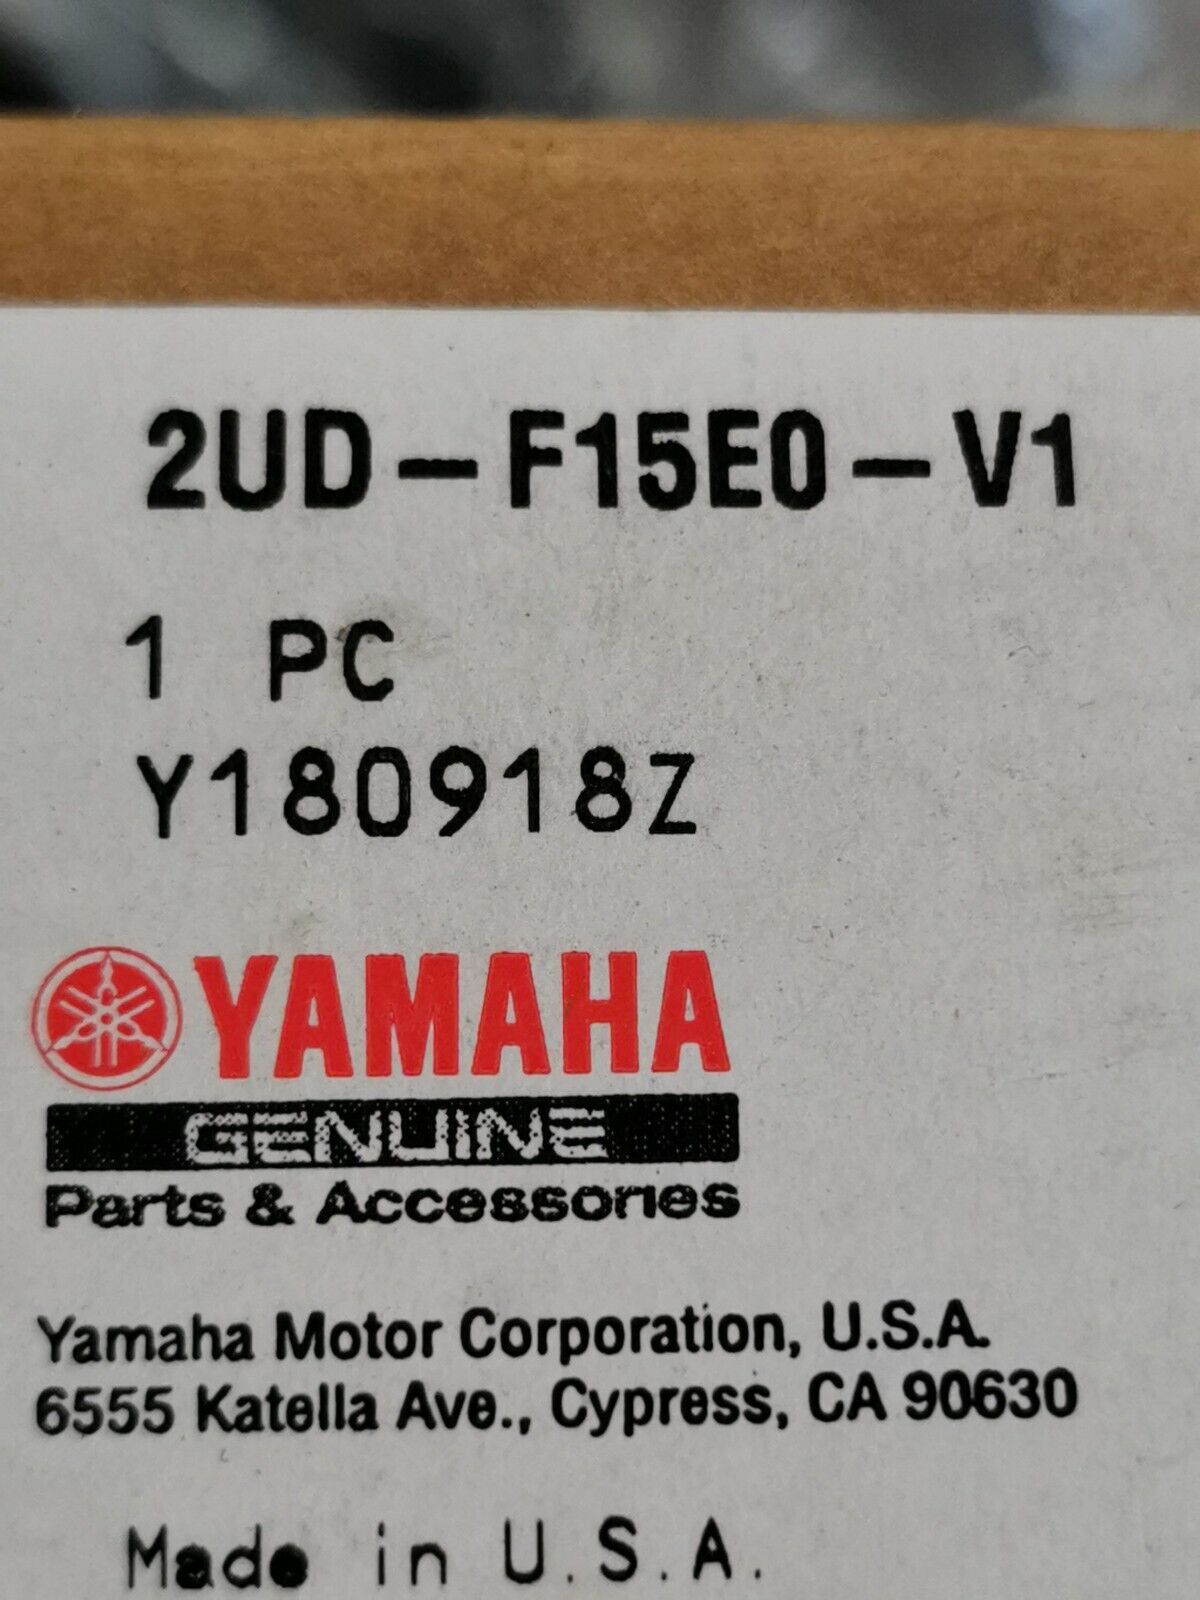 2UD-F15E0-V1
1 PC
Y180918Z
YAMAHA
GENUINE
Parts & Accessories
Yamaha Motor Corporation, U.S.A.
6555 Katella Ave., Cypress, CA 90630
Made in U.S.A.